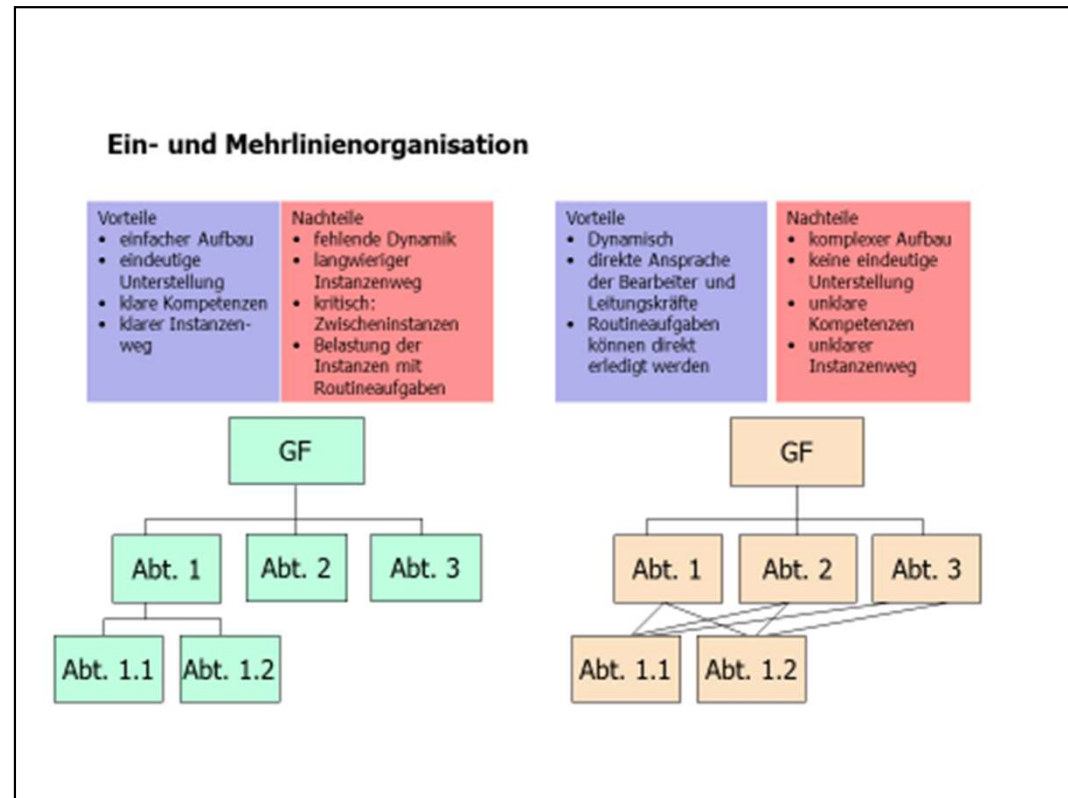 Ein- und Mehrlinienorganisation
Vorteile
• einfacher Aufbau
• eindeutige
Unterstellung
• klare Kompetenzen
• klarer Instanzen-
weg
Nachteile
• fehlende Dynamik
• langwieriger
Instanzenweg
• kritisch:
Zwischeninstanzen
• Belastung der
Instanzen mit
Routineaufgaben
Vorteile
• Dynamisch
• direkte Ansprache
der Bearbeiter und
Leitungskräfte
• Routineaufgaben
können direkt
erledigt werden
Nachteile
• komplexer Aufbau
• keine eindeutige
Unterstellung
• unklare
Kompetenzen
• unklarer
Instanzenweg
GF
Abt. 1
Abt. 2
Abt. 3
Abt. 1.1
Abt. 1.2
GF
Abt. 1
Abt. 2
Abt. 3
Abt. 1.1
Abt. 1.2